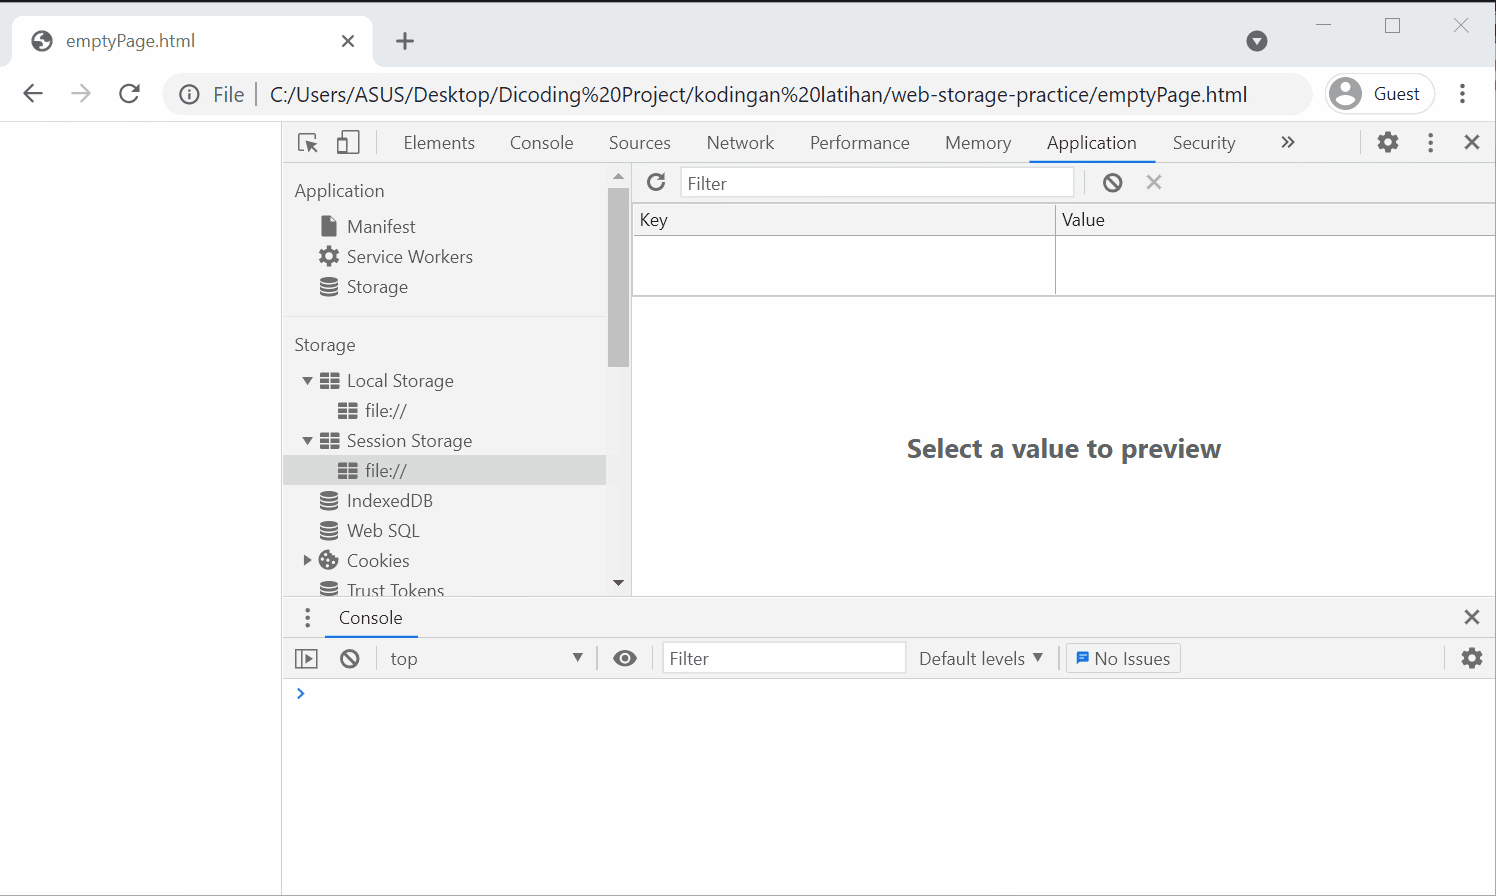 emptyPage.html
File C:/Users/ASUS/Desktop/Dicoding%20Project/kodingan%20latihan/web-storage-practice/emptyPage.html Guest
Elements Console Sources Network Performance Memory Application Security
Application
Manifest
Service Workers
Storage
Storage
Local Storage
file://
Session Storage
file://
IndexedDB
Web SQL
Cookies
Trust Tokens
Filter
Key Value
Select a value to preview
Console
top Filter Default levels No Issues